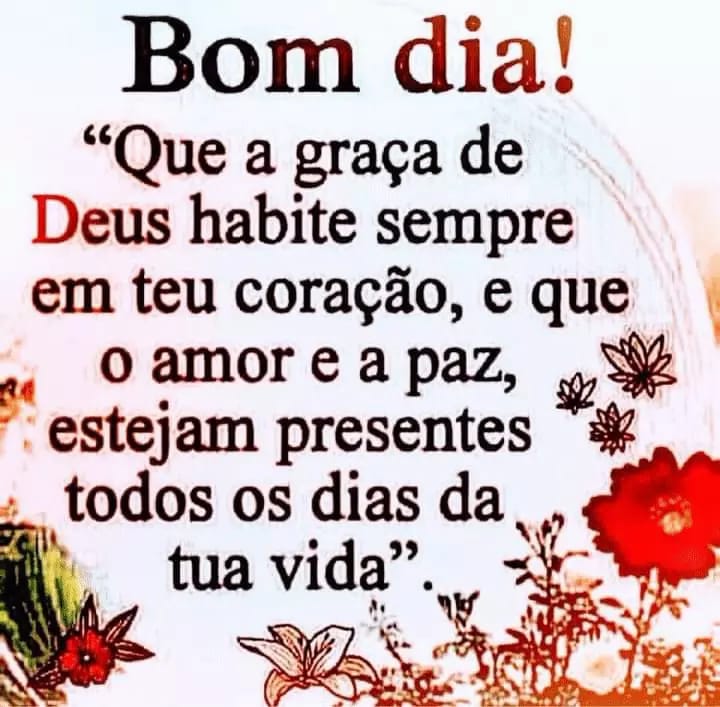 Bom dia!
“Que a graça de
Deus habite sempre
em teu coração, e que
o amor e a paz,
estejam presentes
todos os dias da
tua vida”.